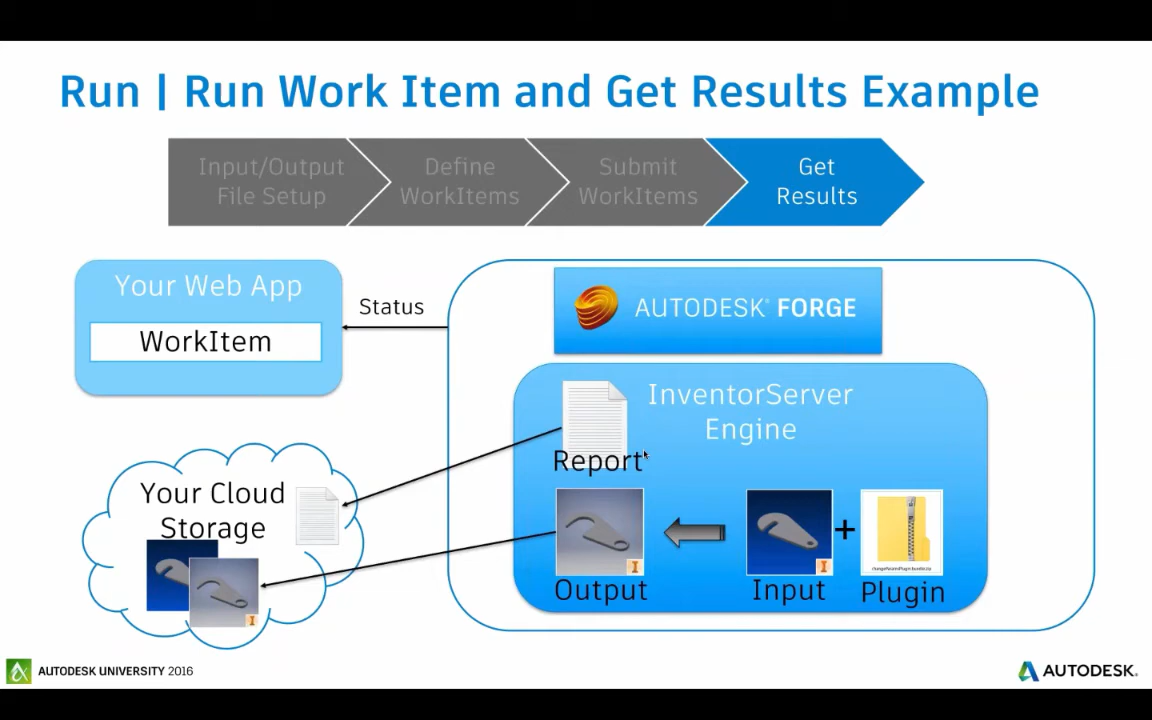 Run | Run Work Item and Get Results Example
Input/Output
File Setup
Define
WorkItems
Submit
WorkItems
Get
Results
Your Web App
WorkItem
Status
AUTODESK® FORGE
InventorServer
Engine
Report
Your Cloud
Storage
Output
Input
+
Plugin
AUTODESK UNIVERSITY 2016
AUTODESK.